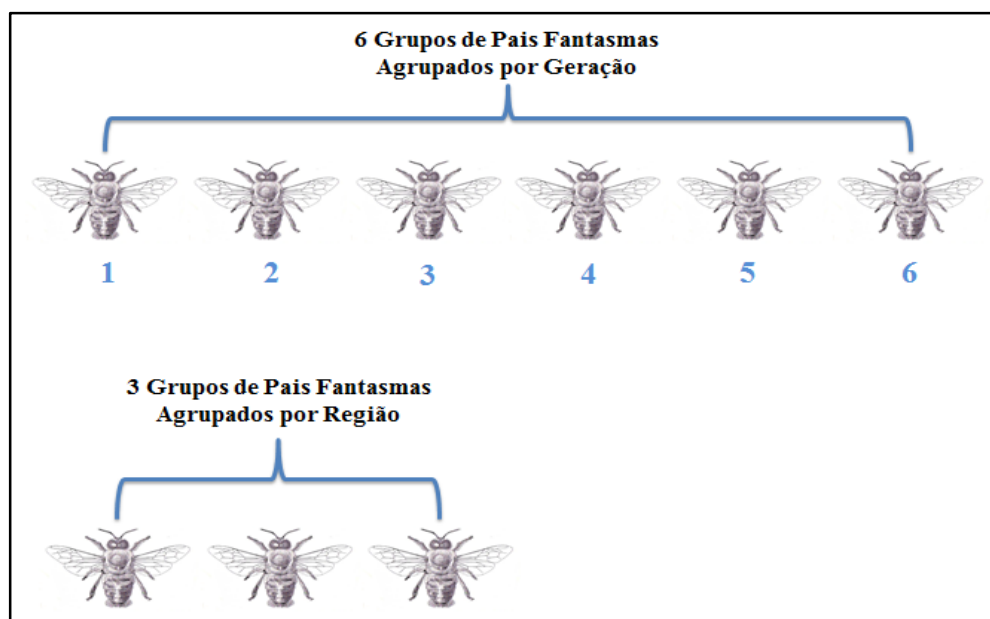 6 Grupos de Pais Fantasmas
Agrupados por Geração
1 2 3 4 5 6
3 Grupos de Pais Fantasmas
Agrupados por Região